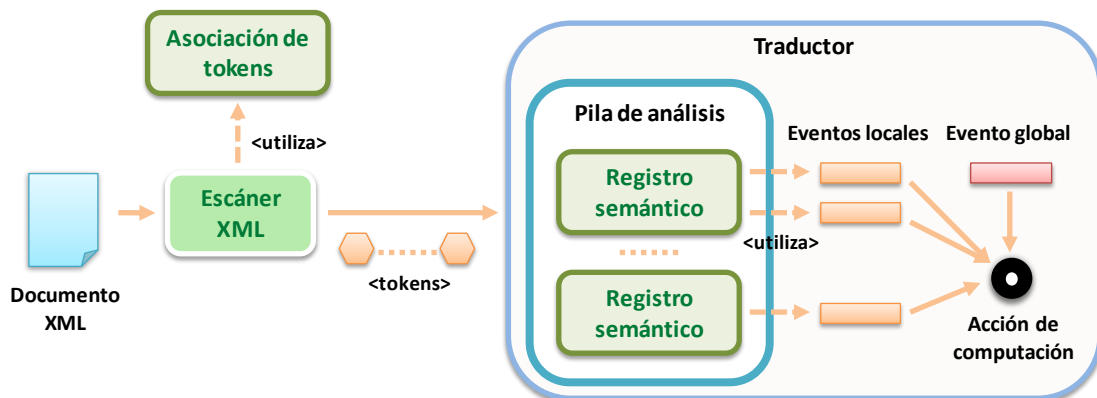 Asociación de
tokens
<utiliza>
Documento
XML
Escáner
XML
<tokens>
Traductor
Pila de análisis
Registro
semántico
Registro
semántico
<utiliza>
Eventos locales
Evento global
Acción de
computación